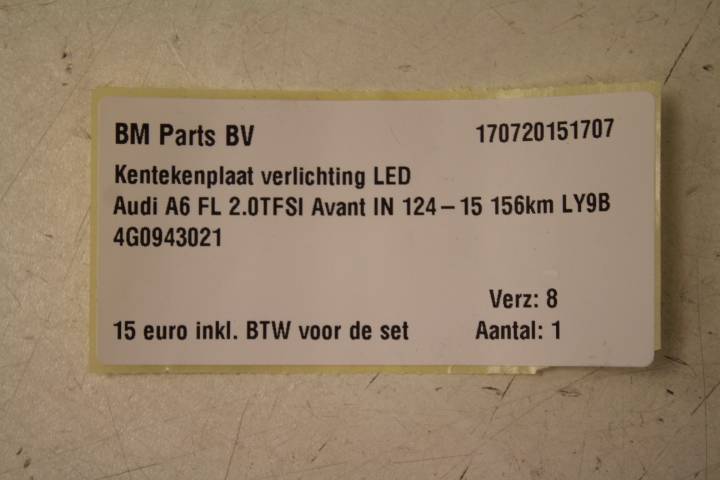 BM Parts BV 170720151707
Kentekenplaat verlichting LED
Audi A6 FL 2.0TFSI Avant IN 124 – 15 156km LY9B
4G0943021
Verz: 8
15 euro inkl. BTW voor de set Aantal: 1